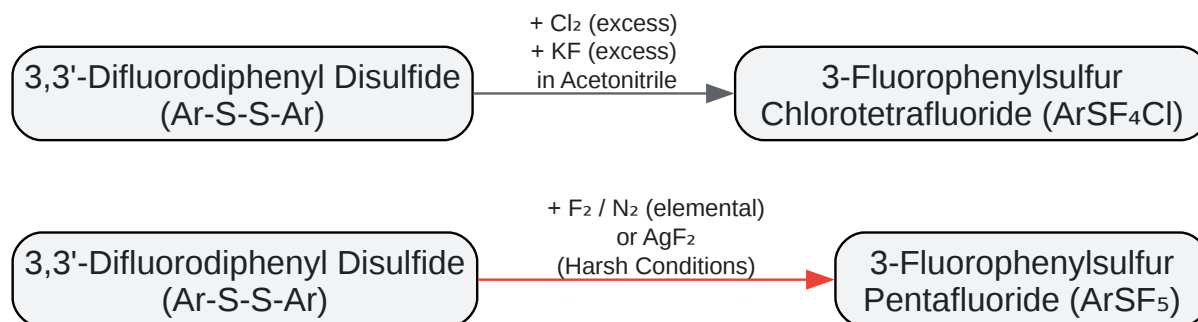 + Cl₂ (excess)
+ KF (excess)
in Acetonitrile
3,3'-Difluorodiphenyl Disulfide
(Ar-S-S-Ar)
3-Fluorophenylsulfur
Chlorotetrafluoride (ArSF₄Cl)
+ F₂ / N₂ (elemental)
or AgF₂
(Harsh Conditions)
3,3'-Difluorodiphenyl Disulfide
(Ar-S-S-Ar)
3-Fluorophenylsulfur
Pentafluoride (ArSF₅)